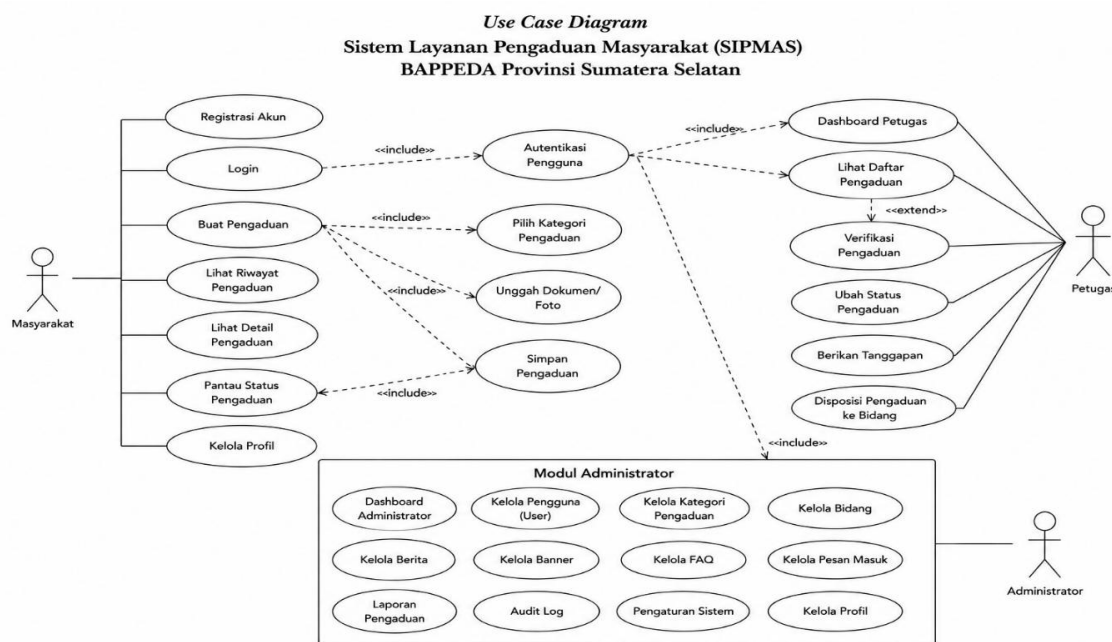 Use Case Diagram
Sistem Layanan Pengaduan Masyarakat (SIPMAS)
BAPPEDA Provinsi Sumatera Selatan
Registrasi Akun
Login
Buat Pengaduan
Lihat Riwayat
Pengaduan
Lihat Detail
Pengaduan
Pantau Status
Pengaduan
Kelola Profil
Masyarakat
<<include>>
<<include>>
<<include>>
<<include>>
Autentikasi
Pengguna
Pilih Kategori
Pengaduan
Unggah Dokumen/
Foto
Simpan
Pengaduan
<<include>>
<<include>>
Dashboard Petugas
Lihat Daftar
Pengaduan
<<extend>>
Verifikasi
Pengaduan
Ubah Status
Pengaduan
Berikan Tanggapan
Disposisi Pengaduan
ke Bidang
Petugas
Modul Administrator
Dashboard
Administrator
Kelola Pengguna
(User)
Kelola Kategori
Pengaduan
Kelola Bidang
Kelola Berita
Kelola Banner
Kelola FAQ
Kelola Pesan Masuk
Laporan
Pengaduan
Audit Log
Pengaturan Sistem
Kelola Profil
Administrator